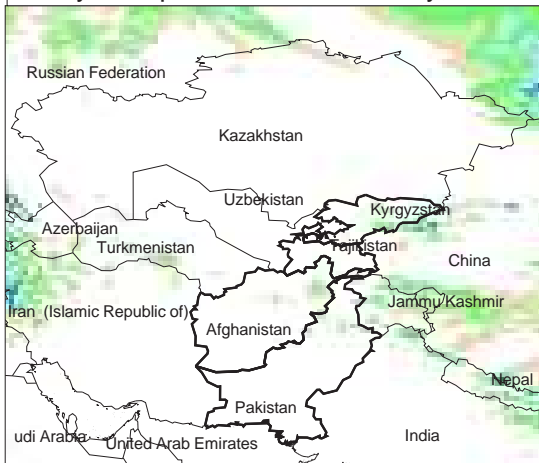 Russian Federation
Kazakhstan
Uzbekistan
Kyrgyzstan
Azerbaijan
Turkmenistan
Tajikistan
China
Iran (Islamic Republic of)
Jammu/Kashmir
Afghanistan
Nepal
Pakistan
udi Arabia
United Arab Emirates
India